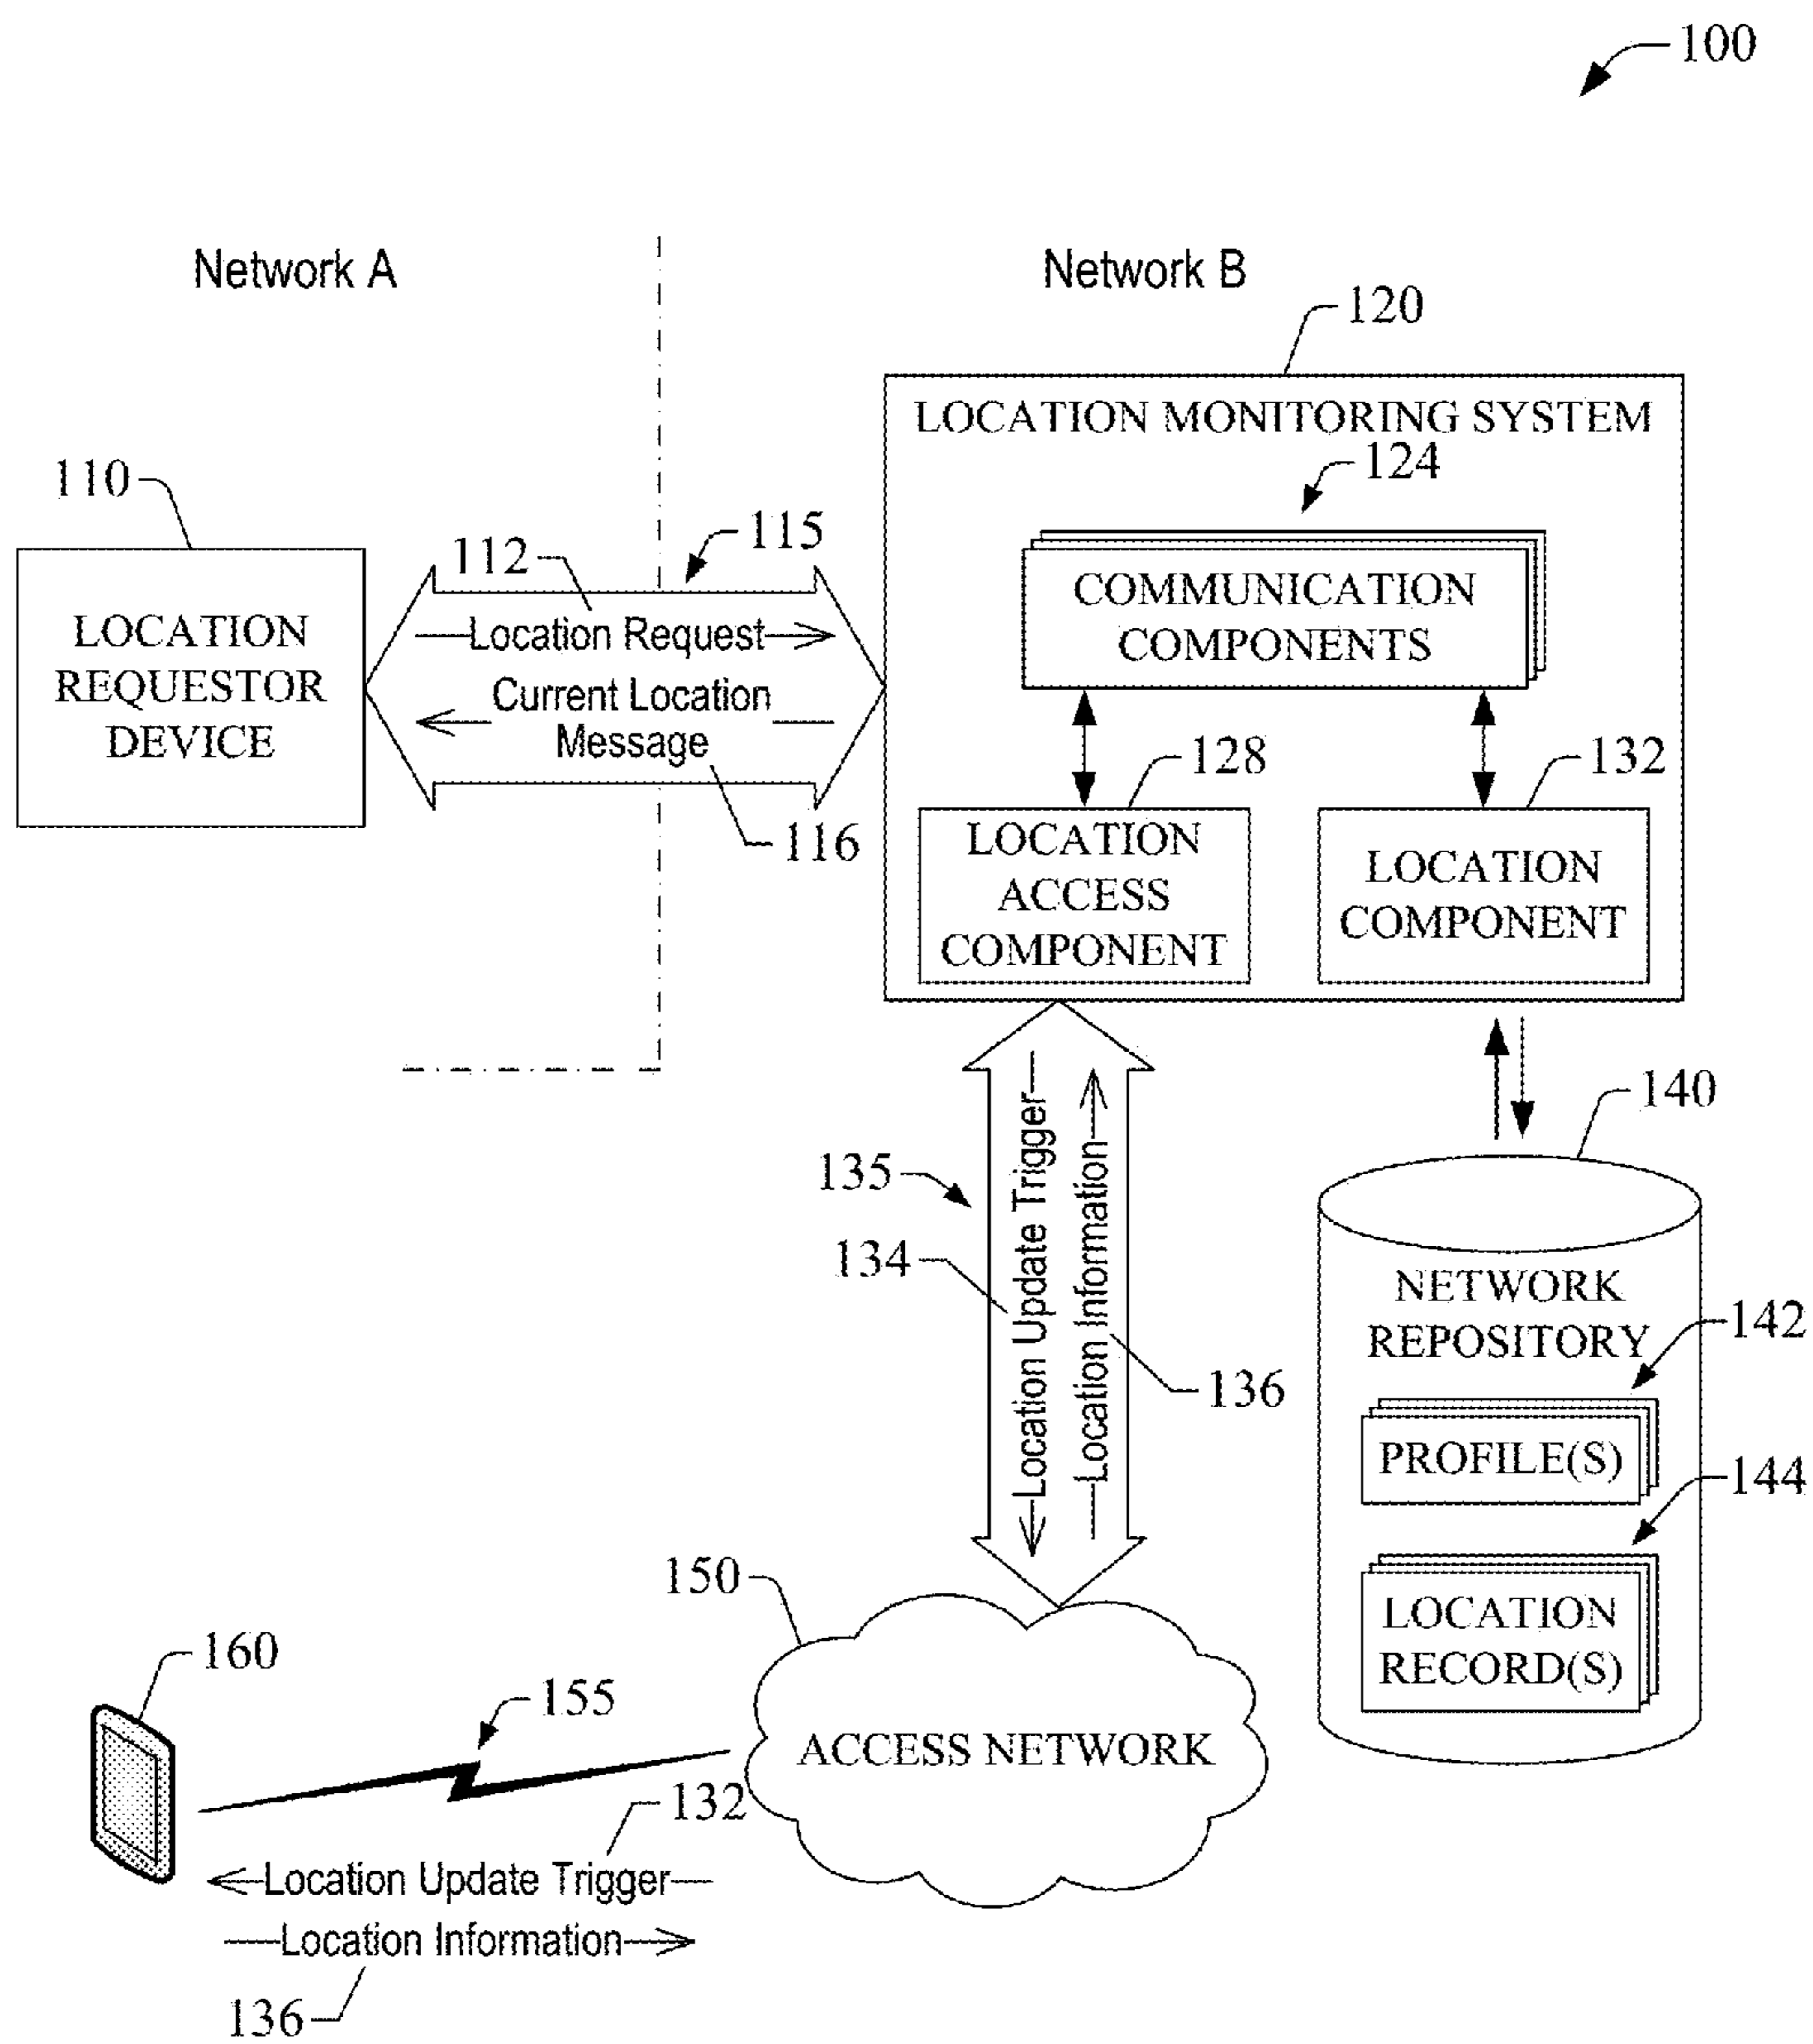 100
Network A
Network B
120
LOCATION MONITORING SYSTEM
124
110
115
112
COMMUNICATION
COMPONENTS
LOCATION
REQUESTOR
DEVICE
Location Request
Current Location
Message
116
128
132
LOCATION
ACCESS
COMPONENT
LOCATION
COMPONENT
140
135
134
Location Update Trigger
Location Information
136
NETWORK
REPOSITORY
142
PROFILE(S)
144
LOCATION
RECORD(S)
150
ACCESS NETWORK
160
155
132
Location Update Trigger
Location Information
136